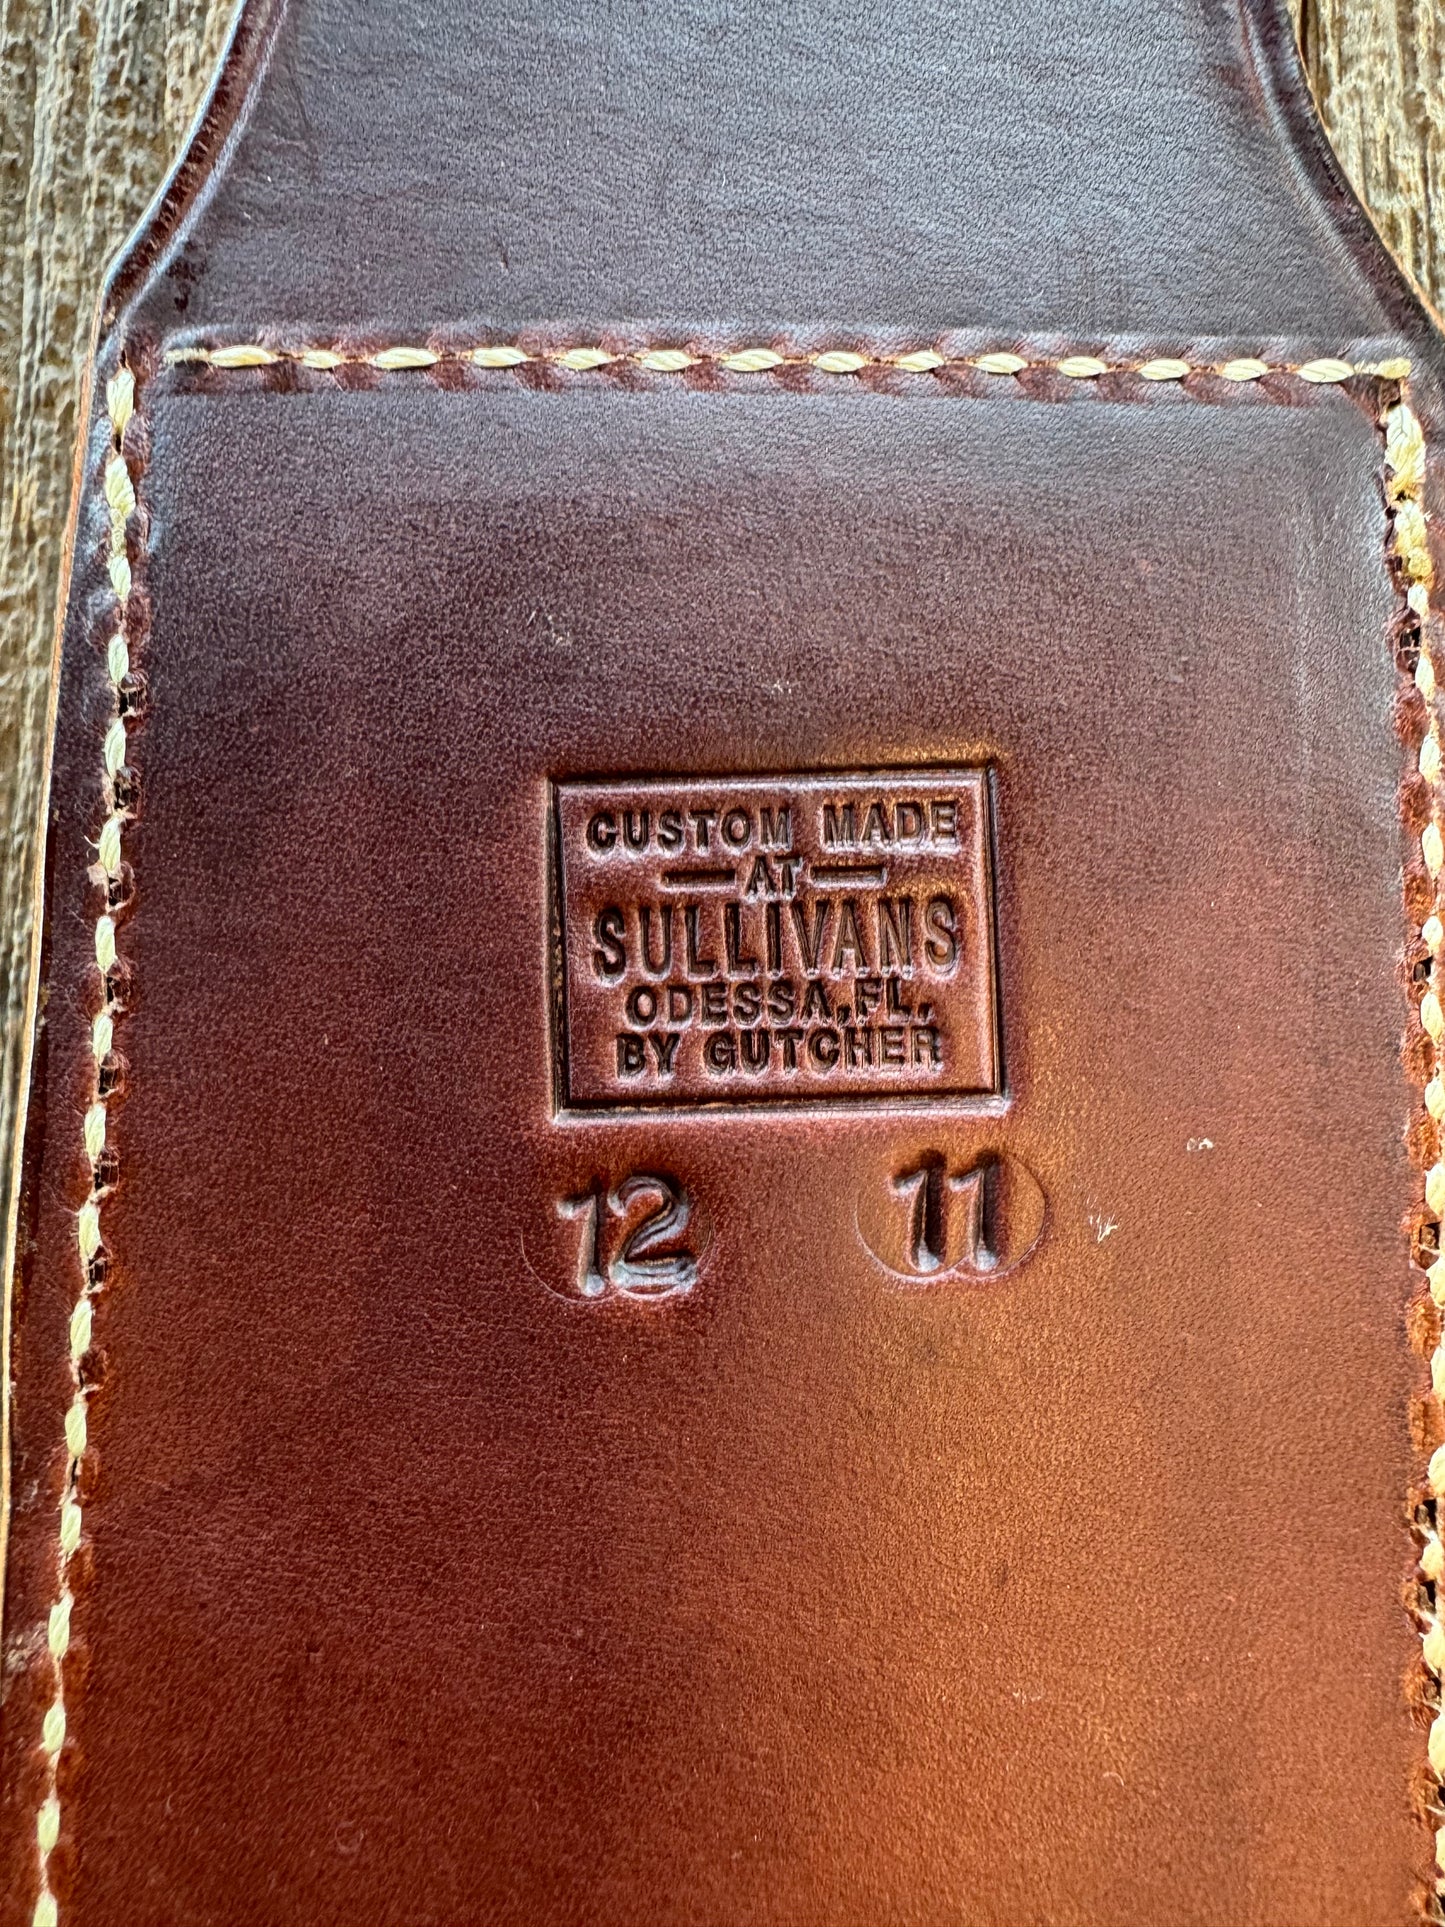 CUSTOM MADE
AT
SULLIVANS
ODESSA, FL.
BY GUTCHER
12 11